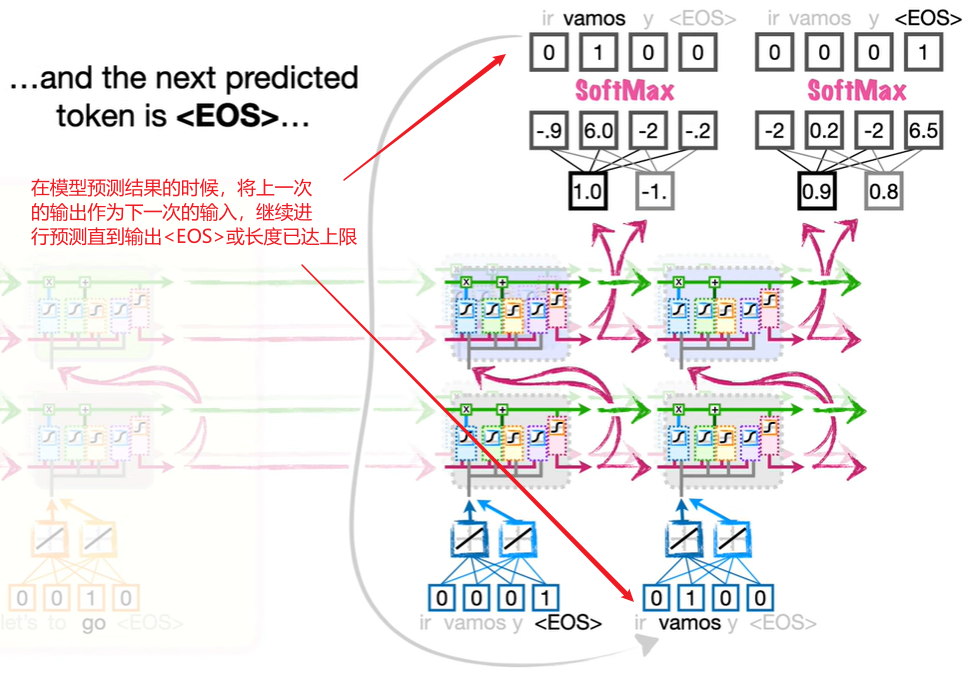 ir vamos y <EOS>
0 1 0 0
SoftMax
-.9 6.0 -2 -.2
1.0 -1.
ir vamos y <EOS>
0 0 0 1
SoftMax
-2 0.2 -2 6.5
0.9 0.8
...and the next predicted
token is <EOS>...
在模型预测结果的时候，将上一次
的输出作为下一次的输入，继续进
行预测直到输出<EOS>或长度已达上限
x +
x +
x +
x +
x +
x +
0 0 1 0
let's to go <EOS>
0 0 0 1
ir vamos y <EOS>
0 1 0 0
ir vamos y <EOS>